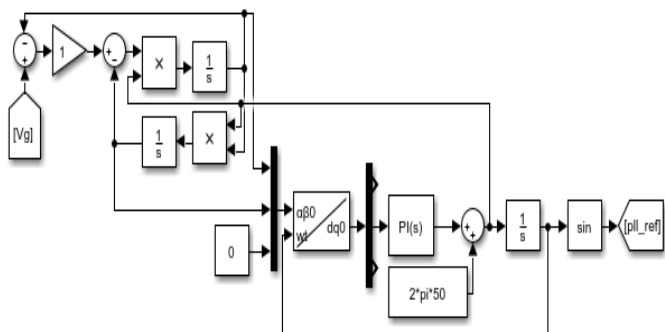 1
×
1
s
[Vg]
1
s
×
αβ0
wt
dq0
0
PI(s)
2*pi*50
1
s
sin
[pll_ref]